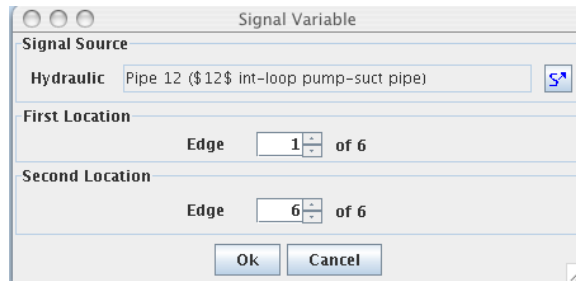 Signal Variable
Signal Source
Hydraulic Pipe 12 ($12$ int-loop pump-suct pipe)
First Location
Edge 1 of 6
Second Location
Edge 6 of 6
Ok Cancel